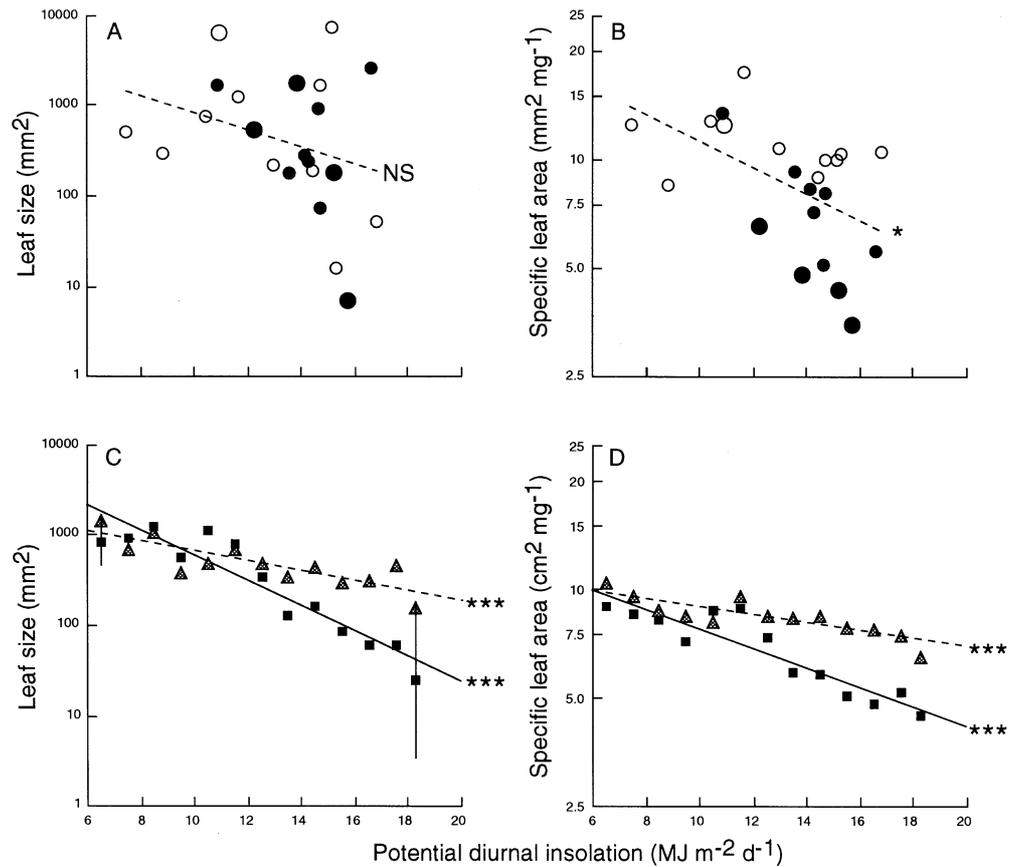 A
Leaf size (mm2)
10000
1000
100
10
1
NS
B
Specific leaf area (mm2 mg-1)
25
20
15
10
7.5
5.0
2.5
*
C
Leaf size (mm2)
10000
1000
100
10
1
***
***
6 8 10 12 14 16 18 20
D
Specific leaf area (cm2 mg-1)
25
20
15
10
7.5
5.0
2.5
***
***
6 8 10 12 14 16 18 20
Potential diurnal insolation (MJ m-2 d-1)